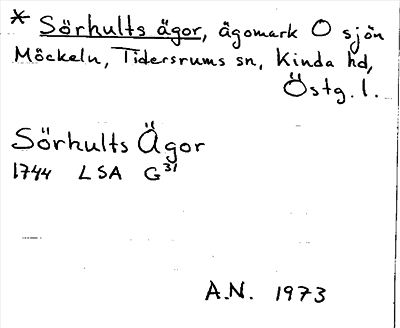 * Sörhults ägor, ägomark O sjön
Möckeln, Tidersrums sn, Kinda hd,
Östg. l.
Sörhults Ägor
1744 LSA G³¹
A.N. 1973